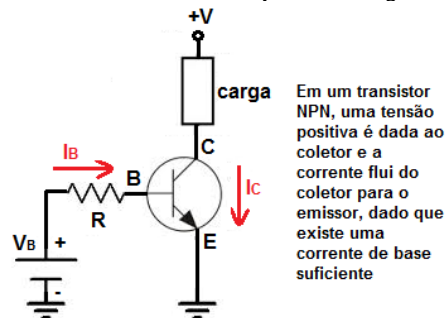 +V
carga
C
IB
B
IC
R
E
VB
+
-
Em um transistor
NPN, uma tensão
positiva é dada ao
coletor e a
corrente flui do
coletor para o
emissor, dado que
existe uma
corrente de base
suficiente